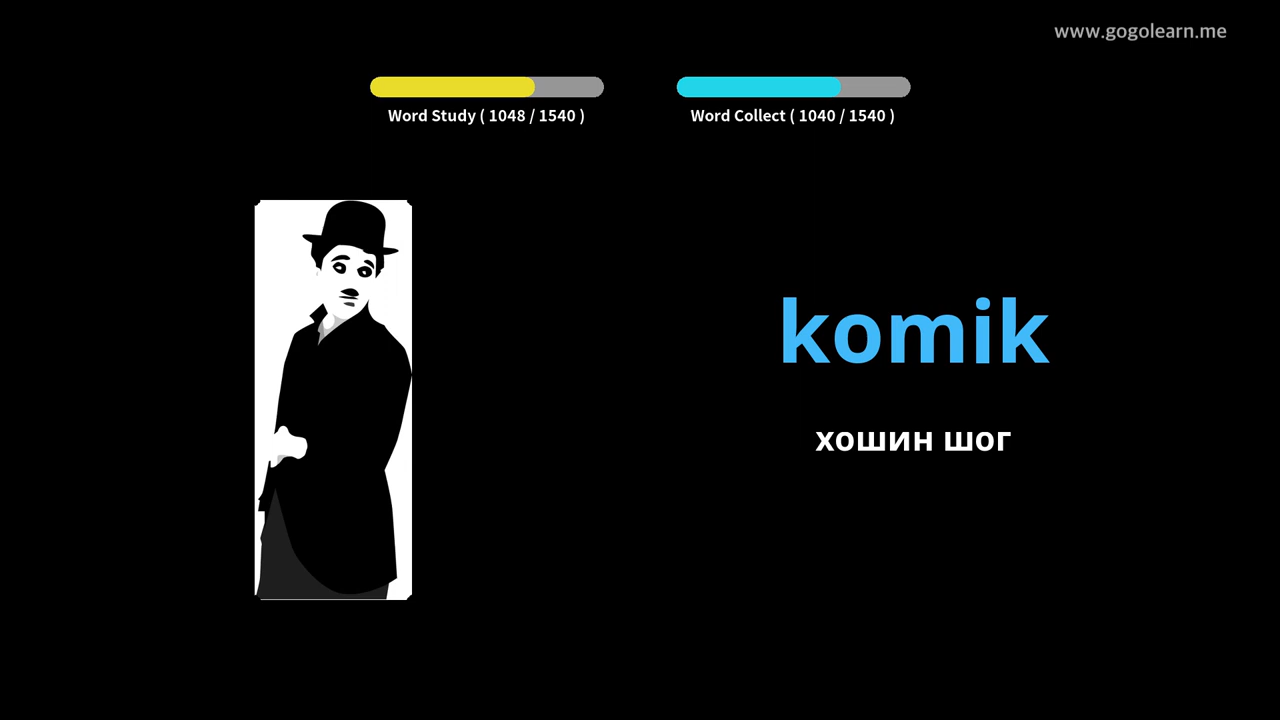 www.gogolearn.me
Word Study ( 1048 / 1540 )
Word Collect ( 1040 / 1540 )
komik
хошин шог